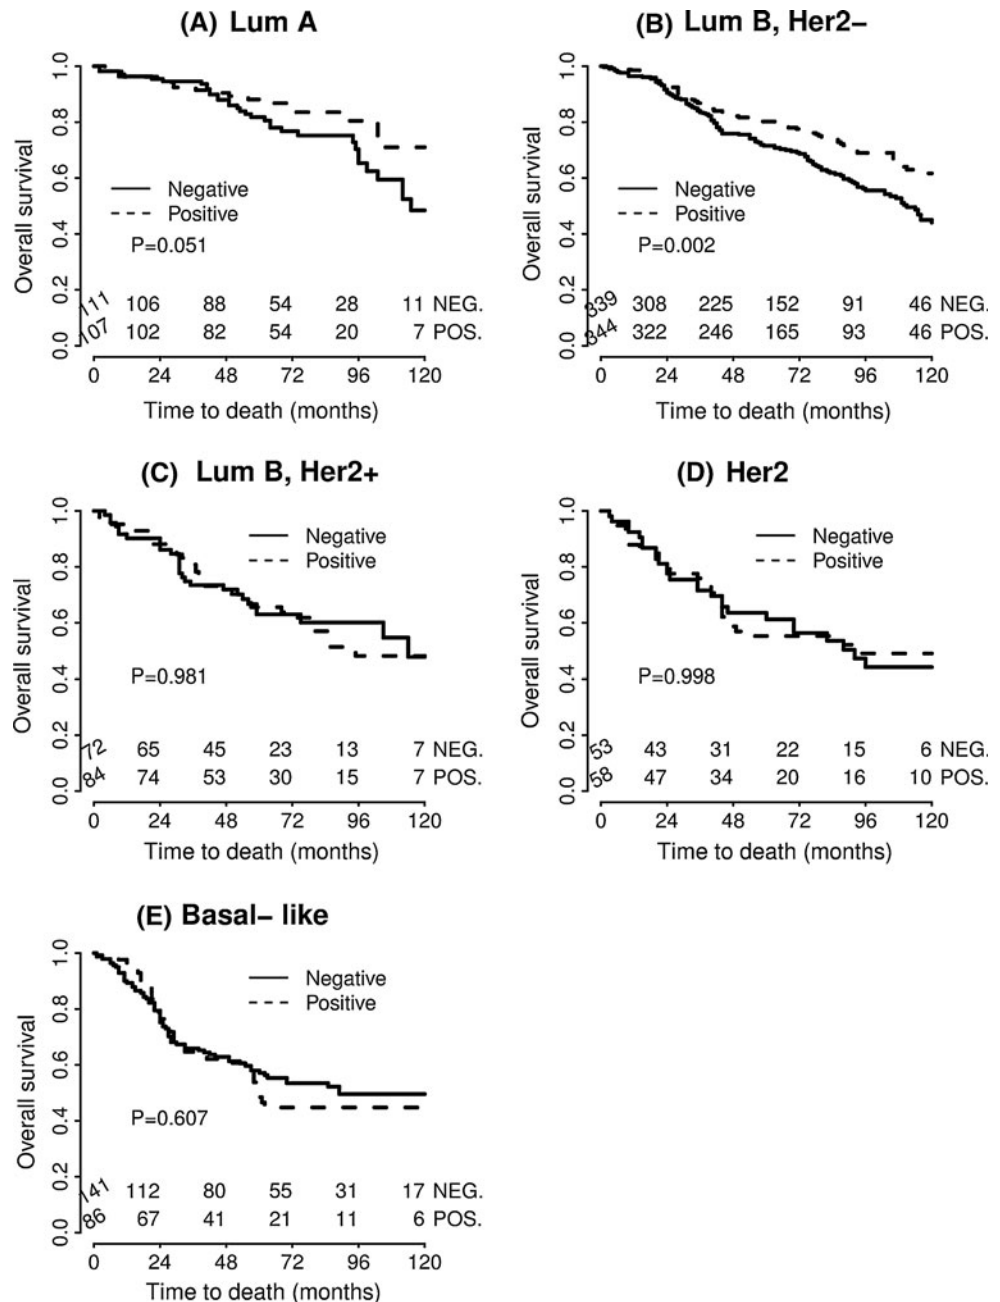 (A) Lum A
1.0
0.8
0.6
0.4
0.2
0.0
Overall survival
Negative
Positive
P=0.051
111 106 88 54 28 11 NEG.
107 102 82 54 20 7 POS.
0 24 48 72 96 120
Time to death (months)
(B) Lum B, Her2-
1.0
0.8
0.6
0.4
0.2
0.0
Overall survival
Negative
Positive
P=0.002
339 308 225 152 91 46 NEG.
344 322 246 165 93 46 POS.
0 24 48 72 96 120
Time to death (months)
(C) Lum B, Her2+
1.0
0.8
0.6
0.4
0.2
0.0
Overall survival
Negative
Positive
P=0.981
72 65 45 23 13 7 NEG.
84 74 53 30 15 7 POS.
0 24 48 72 96 120
Time to death (months)
(D) Her2
1.0
0.8
0.6
0.4
0.2
0.0
Overall survival
Negative
Positive
P=0.998
53 43 31 22 15 6 NEG.
58 47 34 20 16 10 POS.
0 24 48 72 96 120
Time to death (months)
(E) Basal- like
1.0
0.8
0.6
0.4
0.2
0.0
Overall survival
Negative
Positive
P=0.607
141 112 80 55 31 17 NEG.
86 67 41 21 11 6 POS.
0 24 48 72 96 120
Time to death (months)